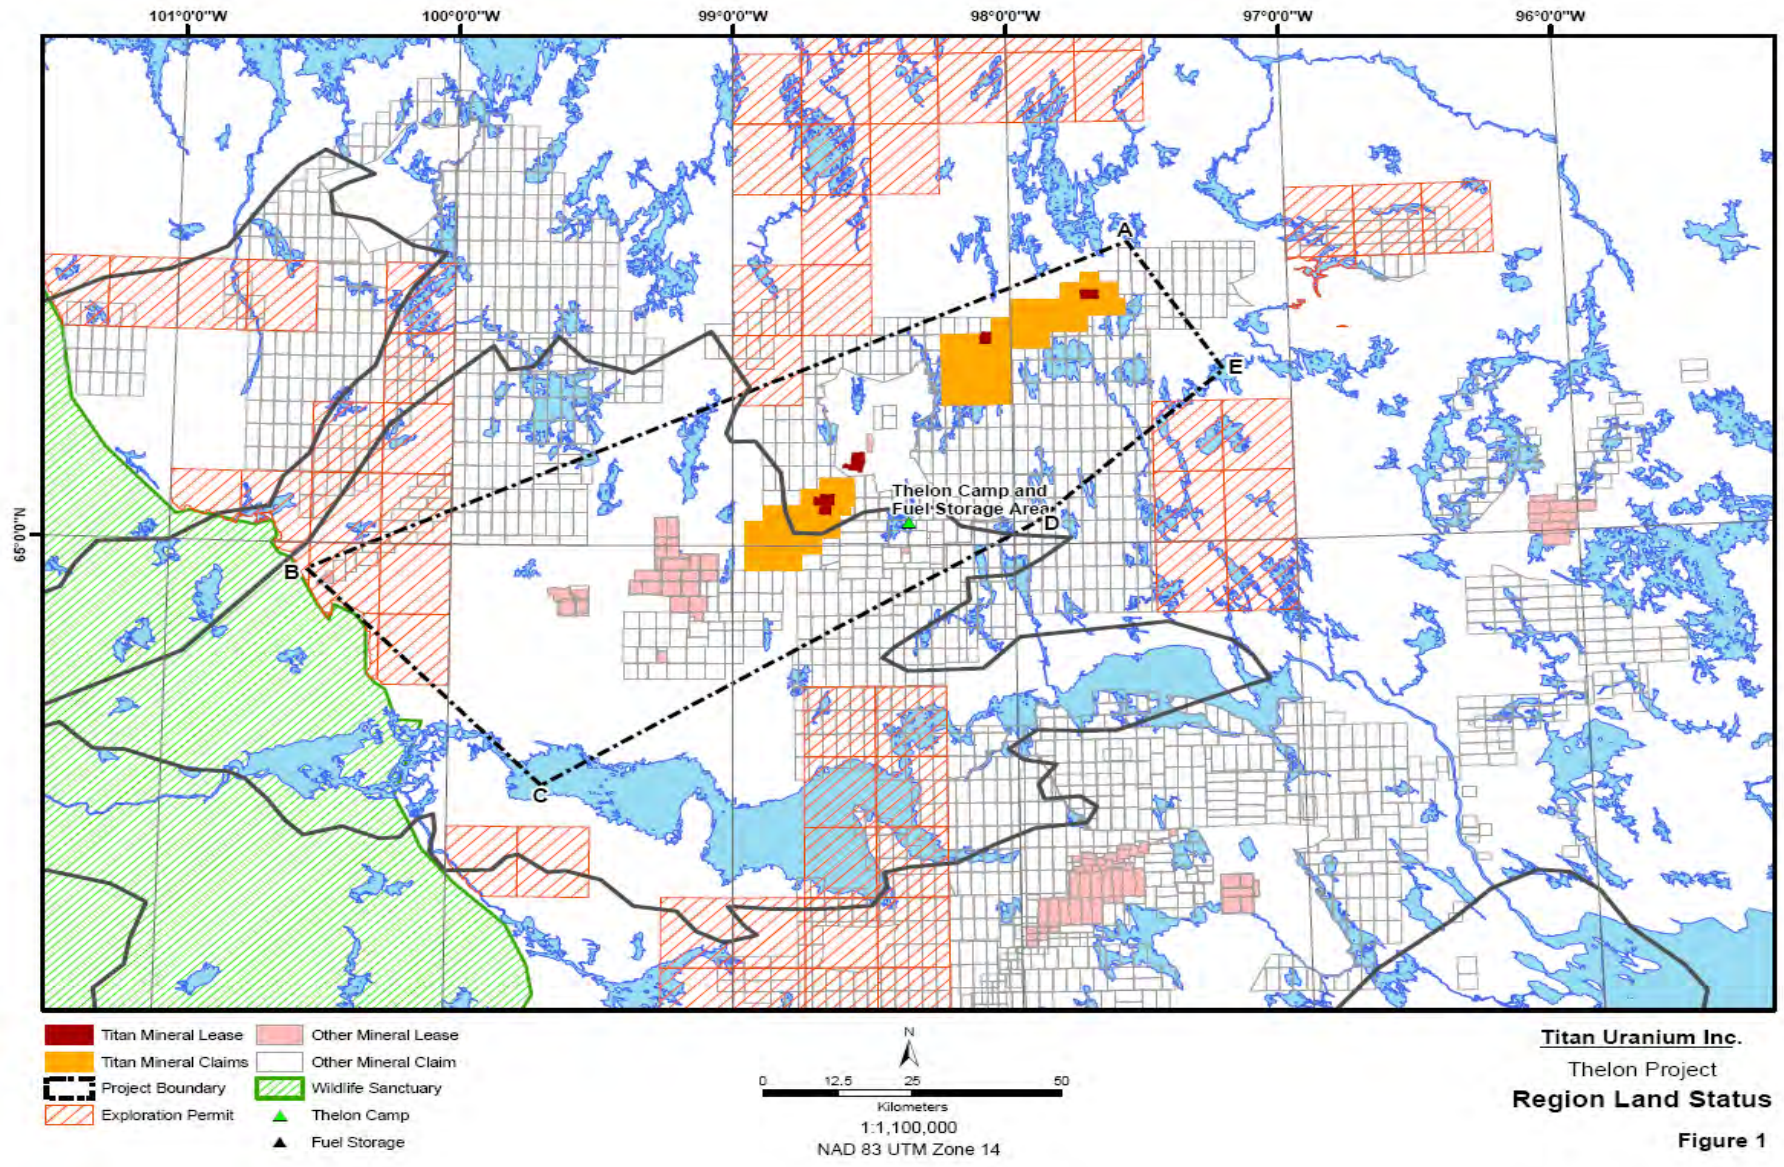 101°0'0"W
100°0'0"W
99°0'0"W
98°0'0"W
97°0'0"W
96°0'0"W
A
E
Thelon Camp and
Fuel Storage Area
D
65°0'0"N
B
C
Titan Mineral Lease
Other Mineral Lease
Titan Mineral Claims
Other Mineral Claim
Project Boundary
Wildlife Sanctuary
Exploration Permit
Thelon Camp
Fuel Storage
N
0 12.5 25 50
Kilometers
1:1,100,000
NAD 83 UTM Zone 14
Titan Uranium Inc.
Thelon Project
Region Land Status
Figure 1